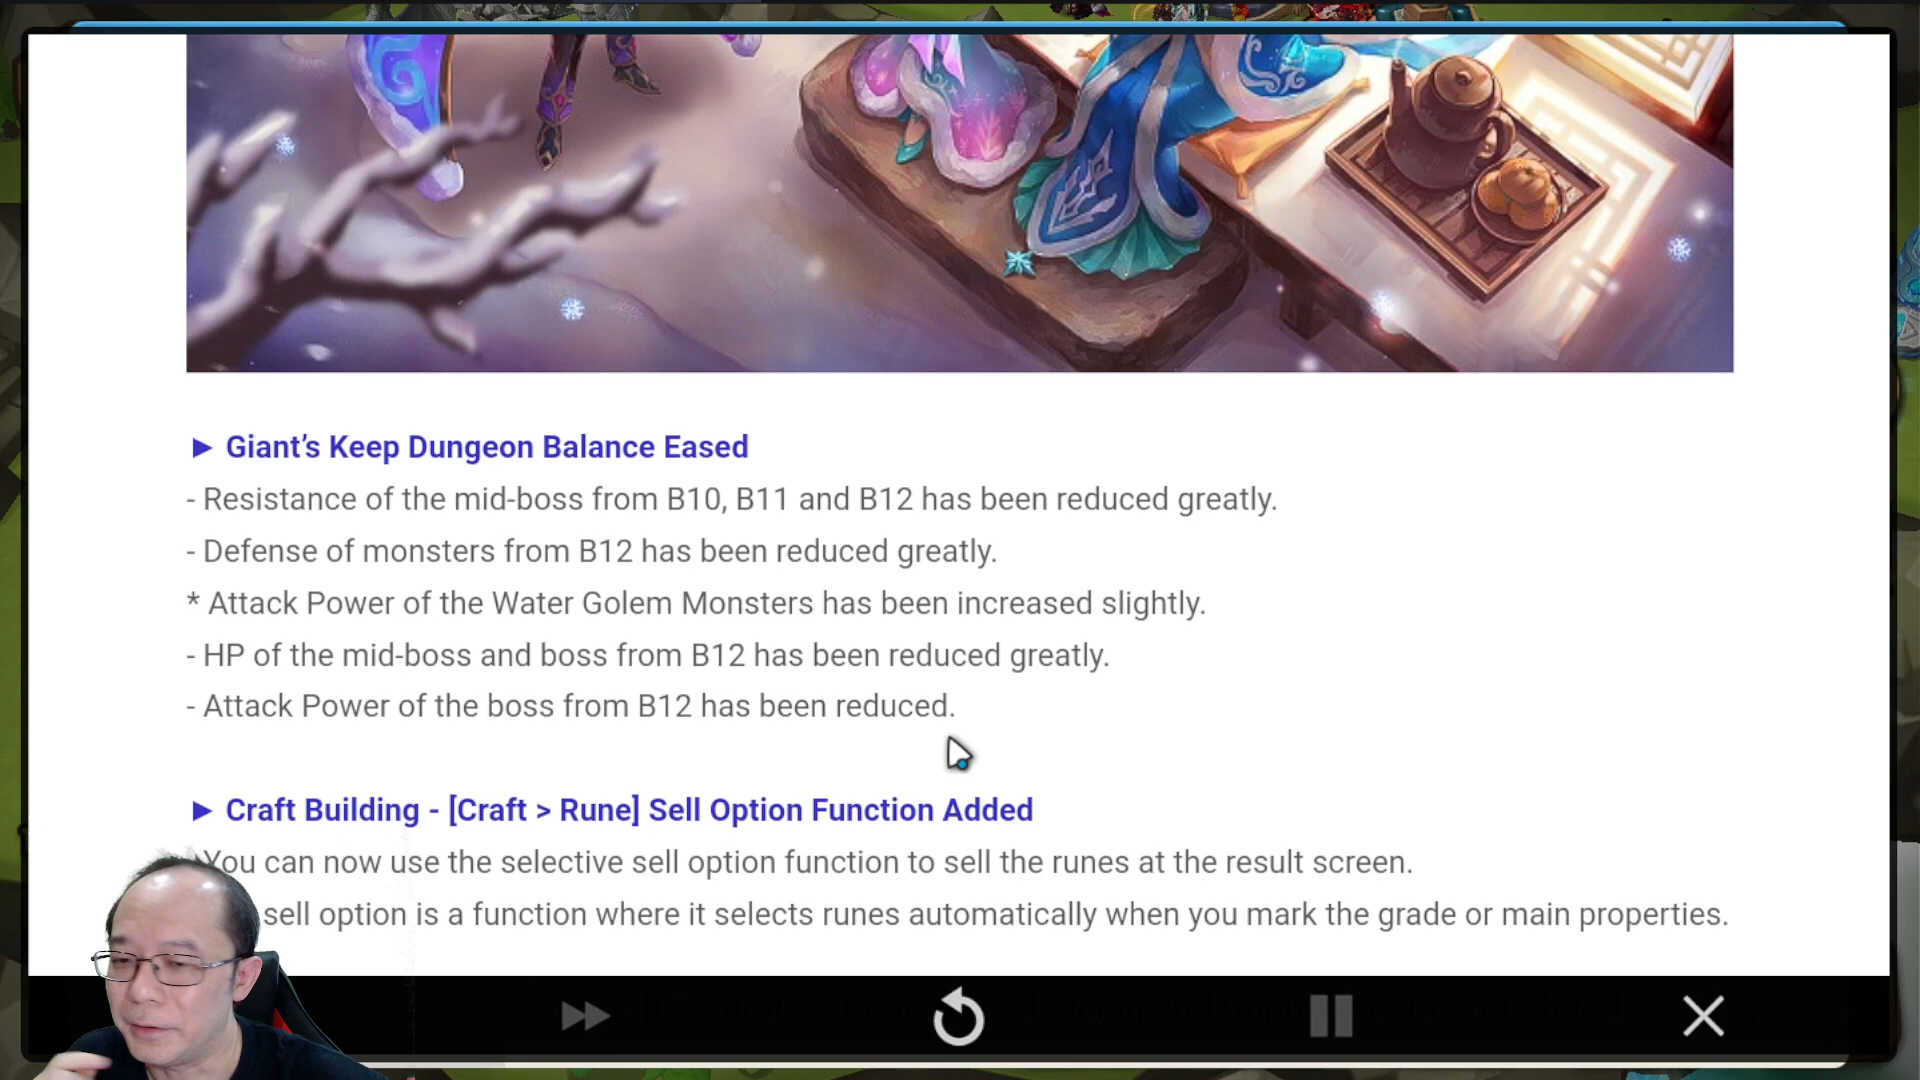 ► Giant's Keep Dungeon Balance Eased
- Resistance of the mid-boss from B10, B11 and B12 has been reduced greatly.
- Defense of monsters from B12 has been reduced greatly.
* Attack Power of the Water Golem Monsters has been increased slightly.
- HP of the mid-boss and boss from B12 has been reduced greatly.
- Attack Power of the boss from B12 has been reduced.
► Craft Building - [Craft > Rune] Sell Option Function Added
You can now use the selective sell option function to sell the runes at the result screen.
sell option is a function where it selects runes automatically when you mark the grade or main properties.